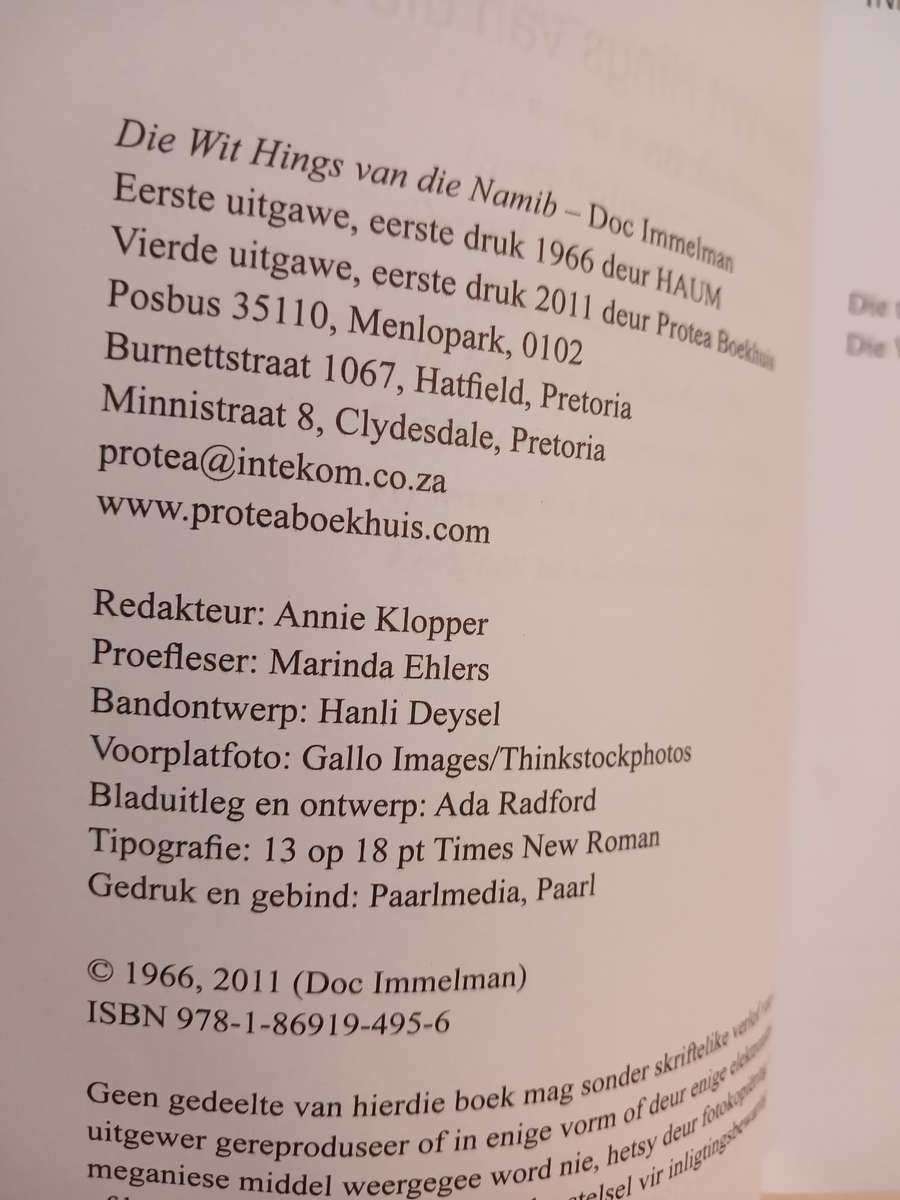 Die Wit Hings van die Namib – Doc Immelman
Eerste uitgawe, eerste druk 1966 deur HAUM
Vierde uitgawe, eerste druk 2011 deur Protea Boekhuis
Posbus 35110, Menlopark, 0102
Burnettstraat 1067, Hatfield, Pretoria
Minnistraat 8, Clydesdale, Pretoria
protea@intekom.co.za
www.proteaboekhuis.com
Redakteur: Annie Klopper
Proefleser: Marinda Ehlers
Bandontwerp: Hanli Deysel
Voorplatfoto: Gallo Images/Thinkstockphotos
Bladuitleg en ontwerp: Ada Radford
Tipografie: 13 op 18 pt Times New Roman
Gedruk en gebind: Paarlmedia, Paarl
© 1966, 2011 (Doc Immelman)
ISBN 978-1-86919-495-6
Geen gedeelte van hierdie boek mag sonder skriftelike verlof
uitgewer gereproduseer of in enige vorm of deur enige
meganiese middel weergegee word nie, hetsy deur
vir
Die
Die